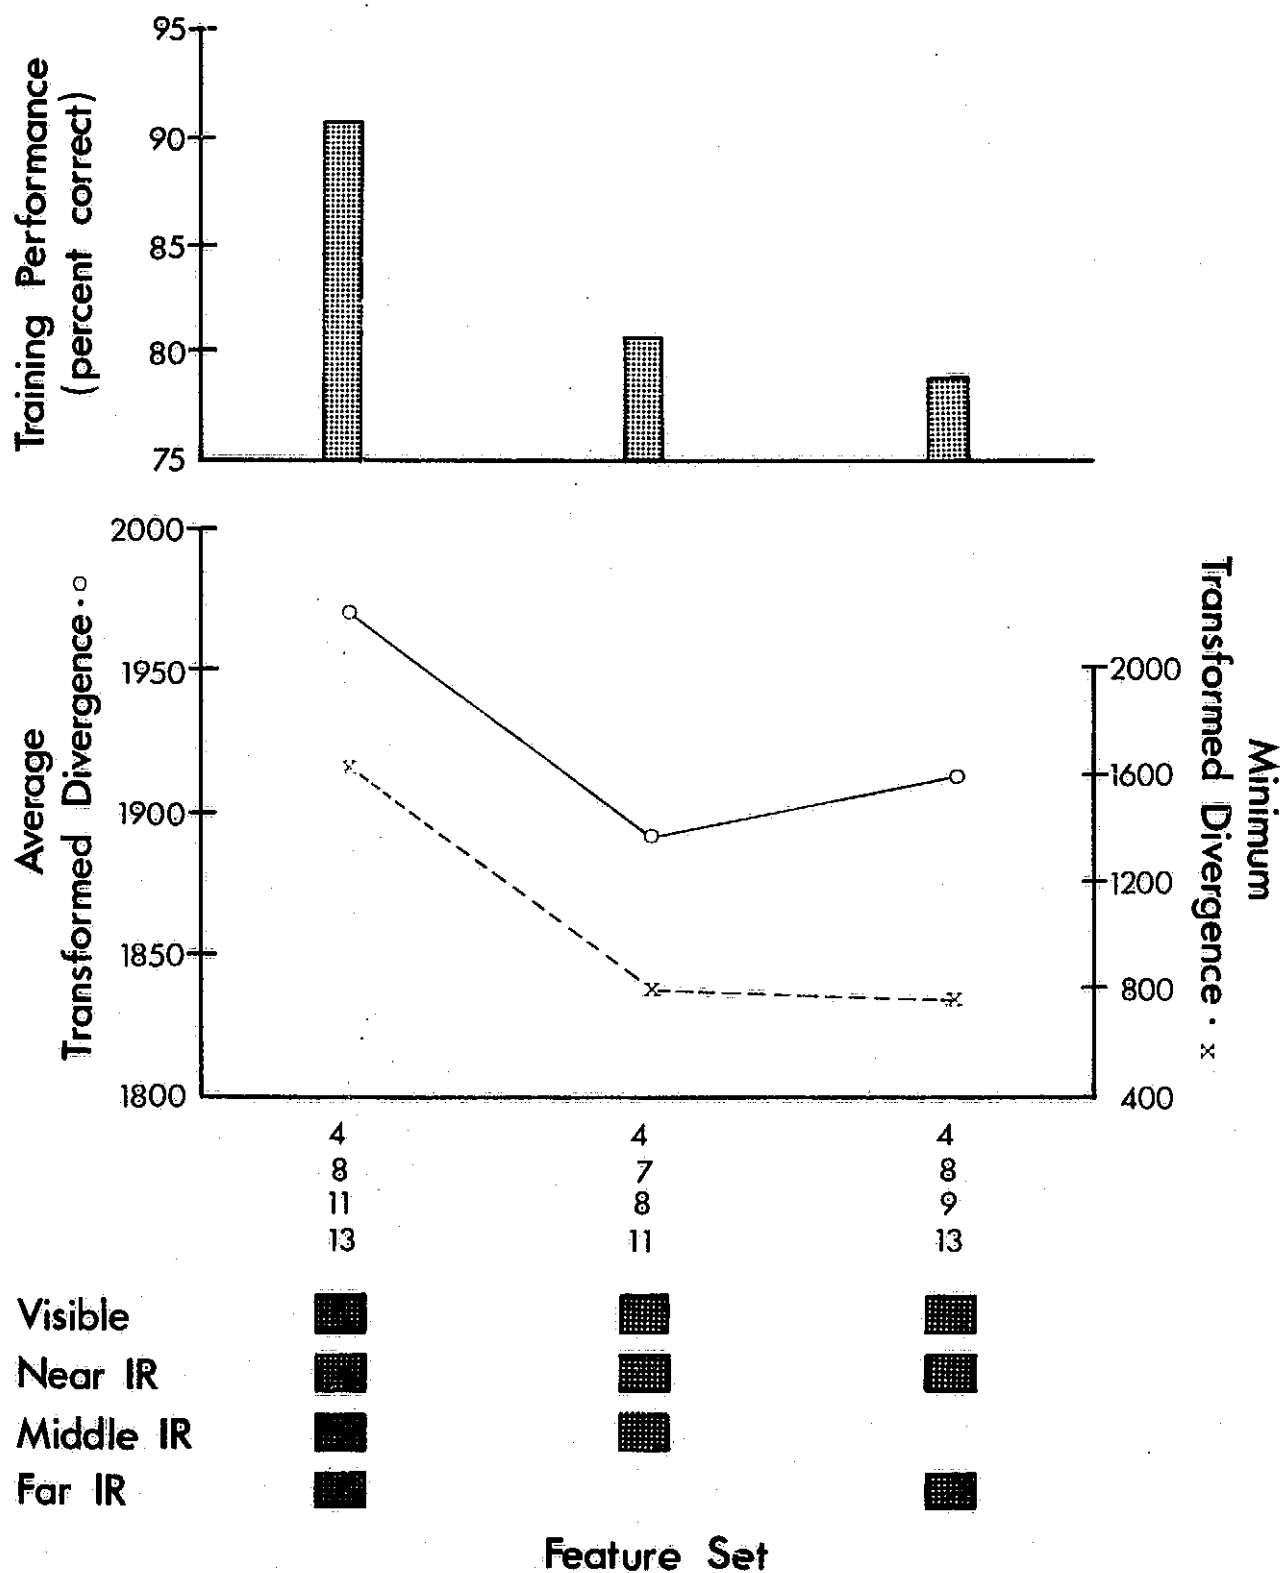 Training Performance
(percent correct)
95
90
85
80
75
Average
Transformed Divergence · o
2000
1950
1900
1850
1800
Minimum
Transformed Divergence · x
2000
1600
1200
800
400
4 4 4
8 7 8
11 8 9
13 11 13
Visible
Near IR
Middle IR
Far IR
Feature Set